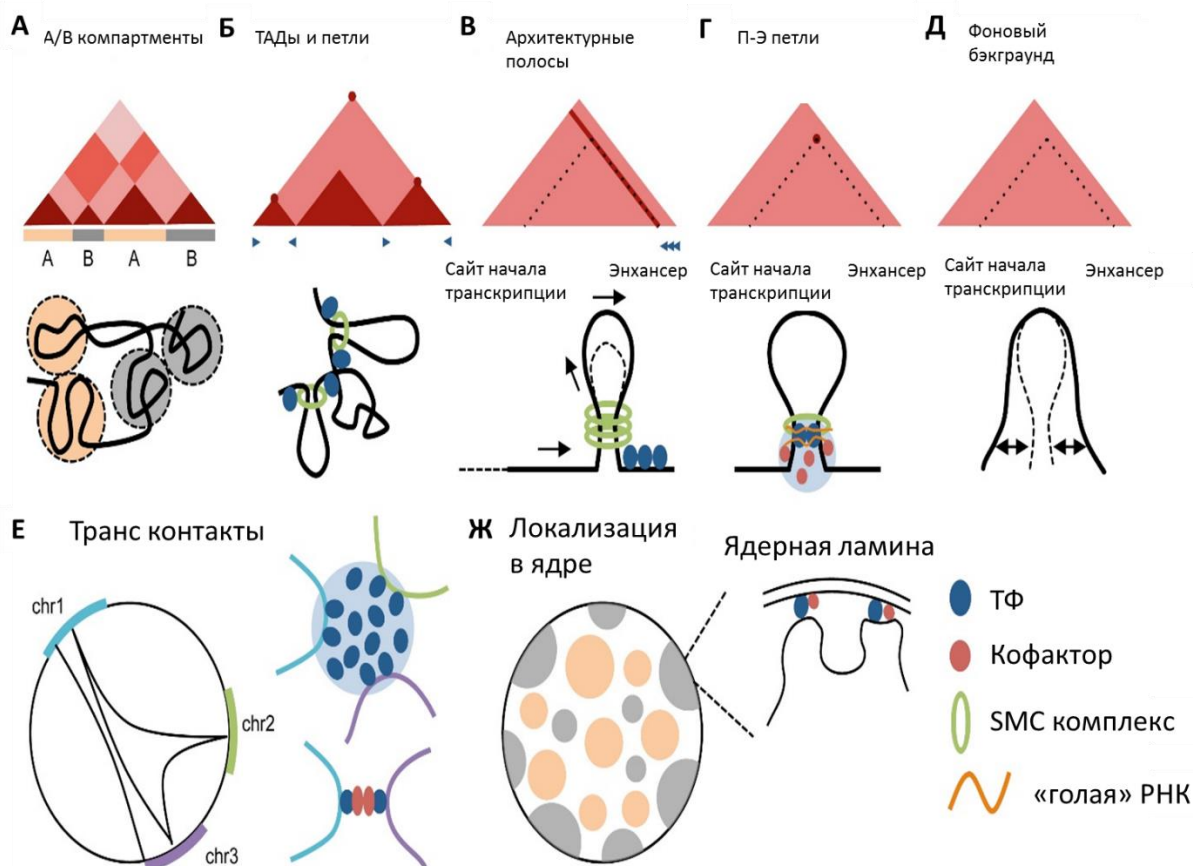 А
А/В компартменты
А
В
А
В
Б
ТАДы и петли
В
Архитектурные
полосы
Сайт начала
транскрипции
Энхансер
Г
П-Э петли
Сайт начала
транскрипции
Энхансер
Д
Фоновый
бэкграунд
Сайт начала
транскрипции
Энхансер
Е
Транс контакты
chr1
chr2
chr3
Ж
Локализация
в ядре
Ядерная ламина
ТФ
Кофактор
SMC комплекс
«голая» РНК